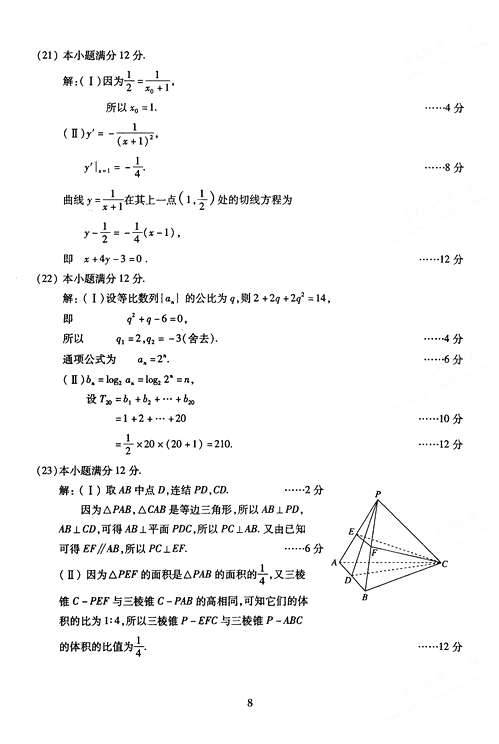 (21) 本小题满分 12 分.
解:(Ⅰ)因为 1/2 = 1/(x₀+1),
所以 x₀ =1. ……4 分
(Ⅱ)y′ = - 1/(x+1)²,
y′|ₓ₌₁ = - 1/4. ……8 分
曲线 y = 1/(x+1) 在其上一点(1, 1/2)处的切线方程为
y - 1/2 = - 1/4 (x-1),
即 x+4y-3=0. ……12 分
(22) 本小题满分 12 分.
解:(Ⅰ)设等比数列{aₙ} 的公比为 q,则 2+2q+2q²=14,
即 q²+q-6=0,
所以 q₁=2,q₂=-3(舍去). ……4 分
通项公式为 aₙ=2ⁿ. ……6 分
(Ⅱ)bₙ=log₂ aₙ=log₂ 2ⁿ=n,
设 T₂₀=b₁+b₂+…+b₂₀
=1+2+…+20 ……10 分
= 1/2 ×20×(20+1)=210. ……12 分
(23)本小题满分 12 分.
解:(Ⅰ) 取 AB 中点 D,连结 PD,CD. ……2 分
因为△PAB,△CAB 是等边三角形,所以 AB⊥PD,
AB⊥CD,可得 AB⊥平面 PDC,所以 PC⊥AB. 又由已知
可得 EF∥AB,所以 PC⊥EF. ……6 分
(Ⅱ) 因为△PEF 的面积是△PAB 的面积的 1/4,又三棱
锥 C-PEF 与三棱锥 C-PAB 的高相同,可知它们的体
积的比为 1:4,所以三棱锥 P-EFC 与三棱锥 P-ABC
的体积的比值为 1/4. ……12 分
P
E
F
A
C
D
B
8